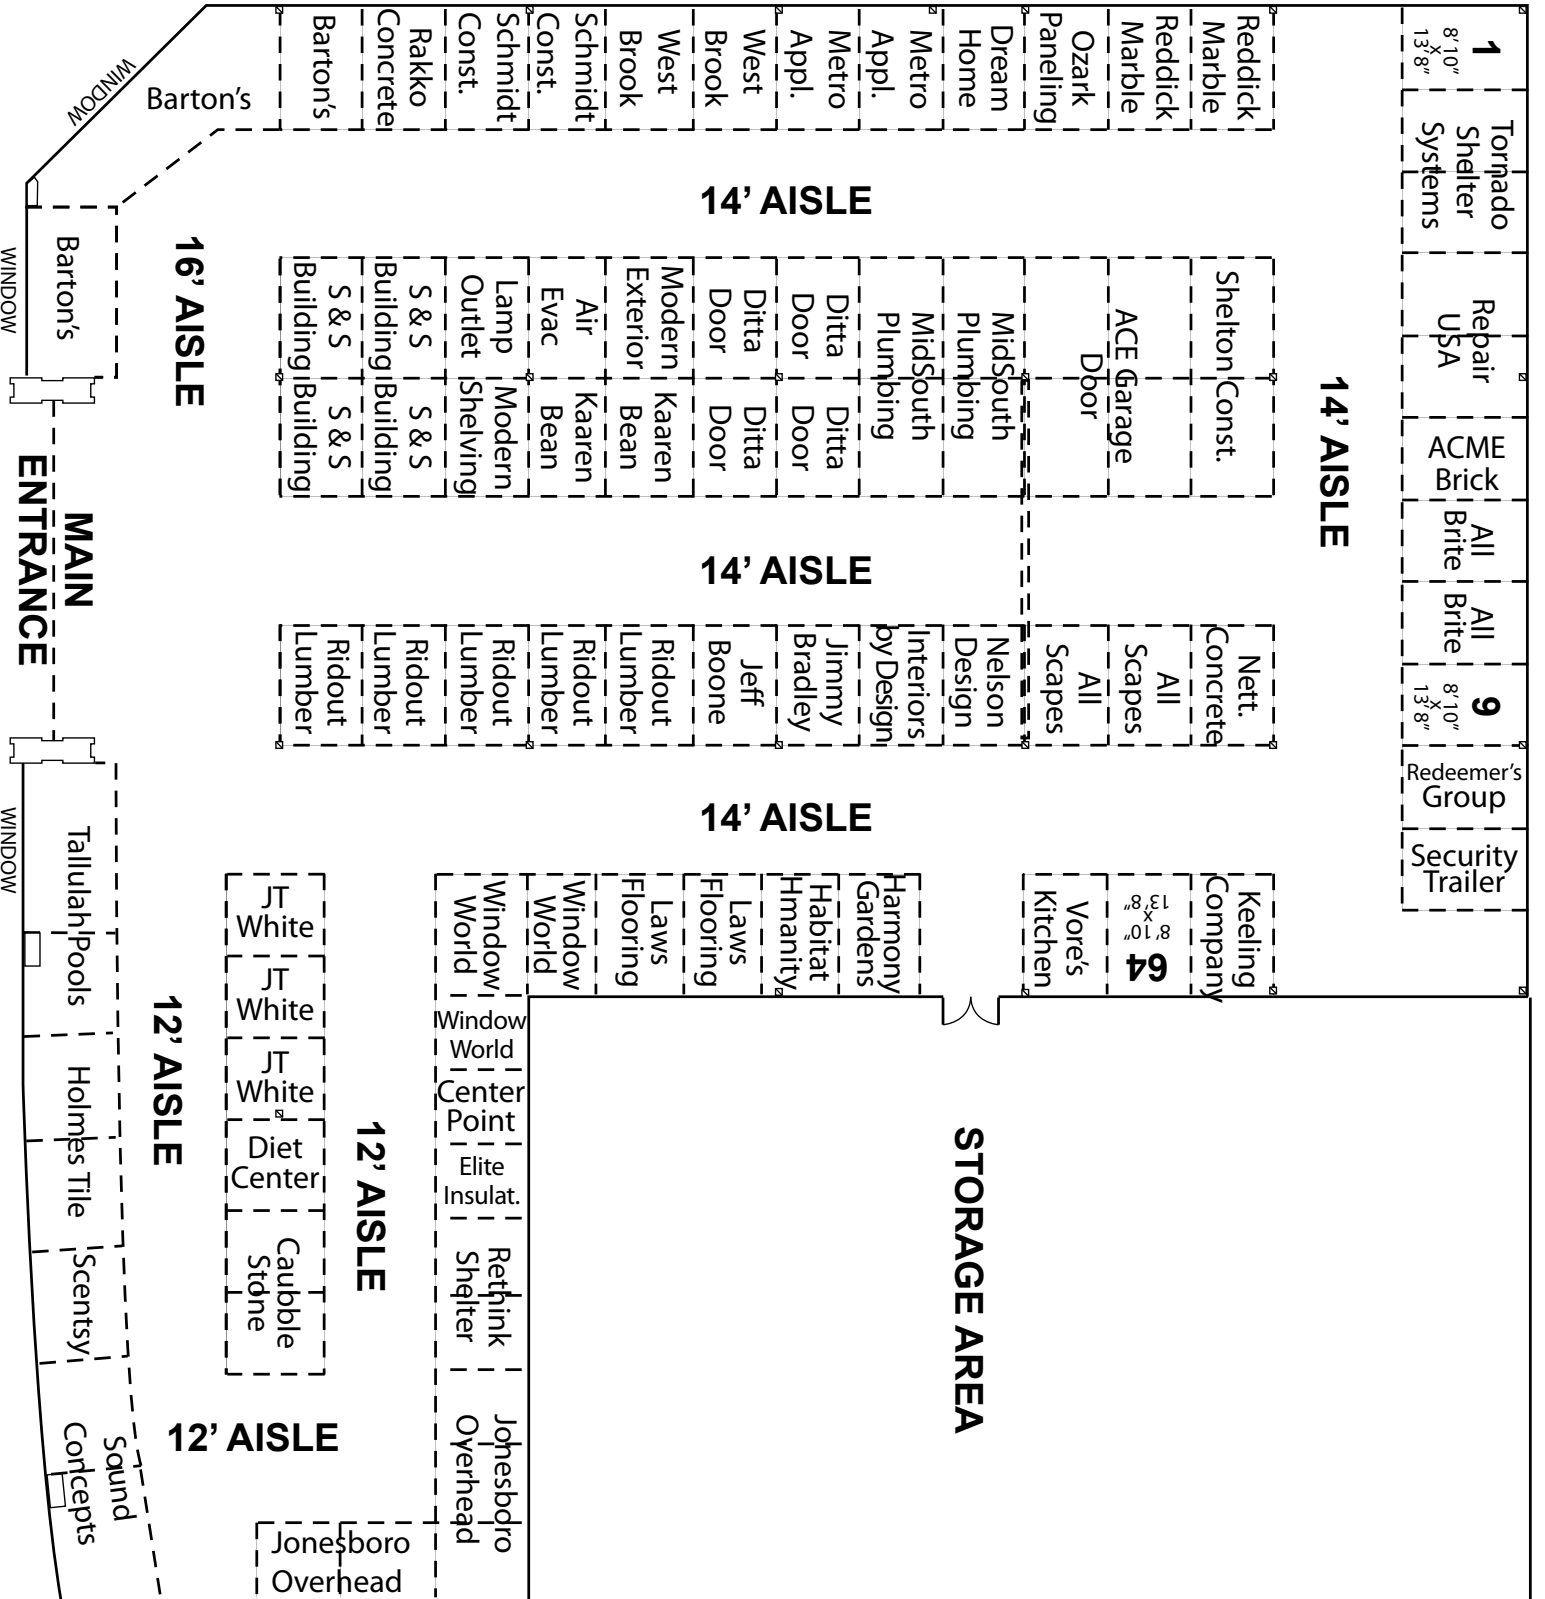 Barton's
Rakko
Concrete
Schmidt
Const.
Schmidt
Const.
West
Brook
West
Brook
Metro
Appl.
Metro
Appl.
Dream
Home
Ozark
Paneling
Reddick
Marble
Reddick
Marble
1
8'10"
x
13'8"
WINDOW
Barton's
Tornado
Shelter
Systems
14' AISLE
Barton's
WINDOW
16' AISLE
S & S
Building
S & S
Building
Lamp
Outlet
Air
Evac
Modern
Exterior
Ditta
Door
Ditta
Door
MidSouth
Plumbing
MidSouth
Plumbing
ACE Garage
Door
Shelton Const.
Repair
USA
S & S
Building
S & S
Building
Modern
Shelving
Kaaren
Bean
Kaaren
Bean
Ditta
Door
Ditta
Door
14' AISLE
ACME
Brick
All
Brite
All
Brite
MAIN
ENTRANCE
14' AISLE
Ridout
Lumber
Ridout
Lumber
Ridout
Lumber
Ridout
Lumber
Ridout
Lumber
Jeff
Boone
Jimmy
Bradley
Interiors
by Design
Nelson
Design
All
Scapes
All
Scapes
Nett.
Concrete
9
8'10"
x
13'8"
Redeemer's
Group
Security
Trailer
14' AISLE
WINDOW
Tallulah Pools
JT
White
JT
White
JT
White
Diet
Center
Caubble
Stone
Window
World
Window
World
Laws
Flooring
Laws
Flooring
Habitat
Hmanity
Harmony
Gardens
Vore's
Kitchen
64
8'10"
x
13'8"
Keeling
Company
Window
World
Center
Point
Elite
Insulat.
Rethink
Shelter
Jonesboro
Overhead
Jonesboro
Overhead
12' AISLE
12' AISLE
12' AISLE
Holmes Tile
Scentsy
Sound
Concepts
STORAGE AREA